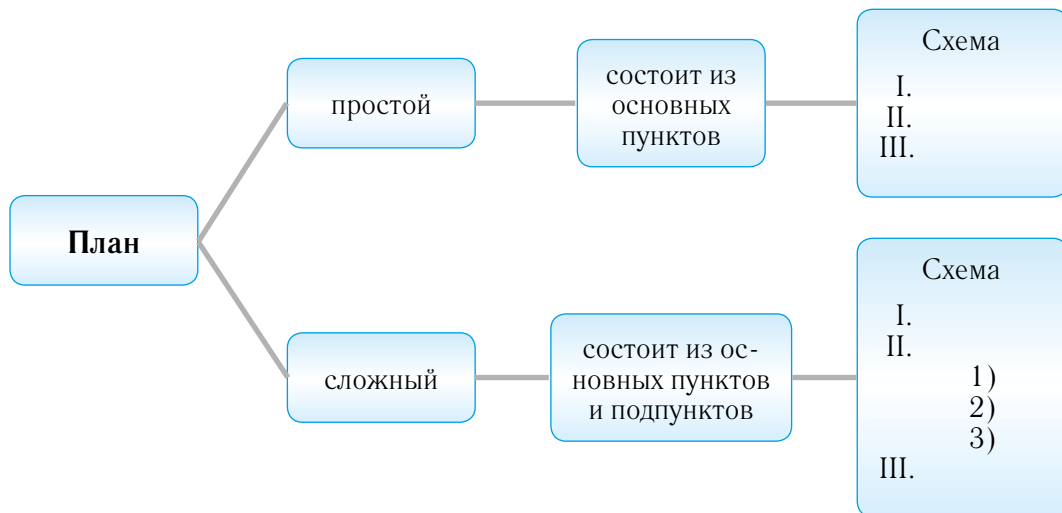 План
простой
состоит из
основных
пунктов
Схема
I.
II.
III.
сложный
состоит из ос-
новных пунктов
и подпунктов
Схема
I.
II.
1)
2)
3)
III.